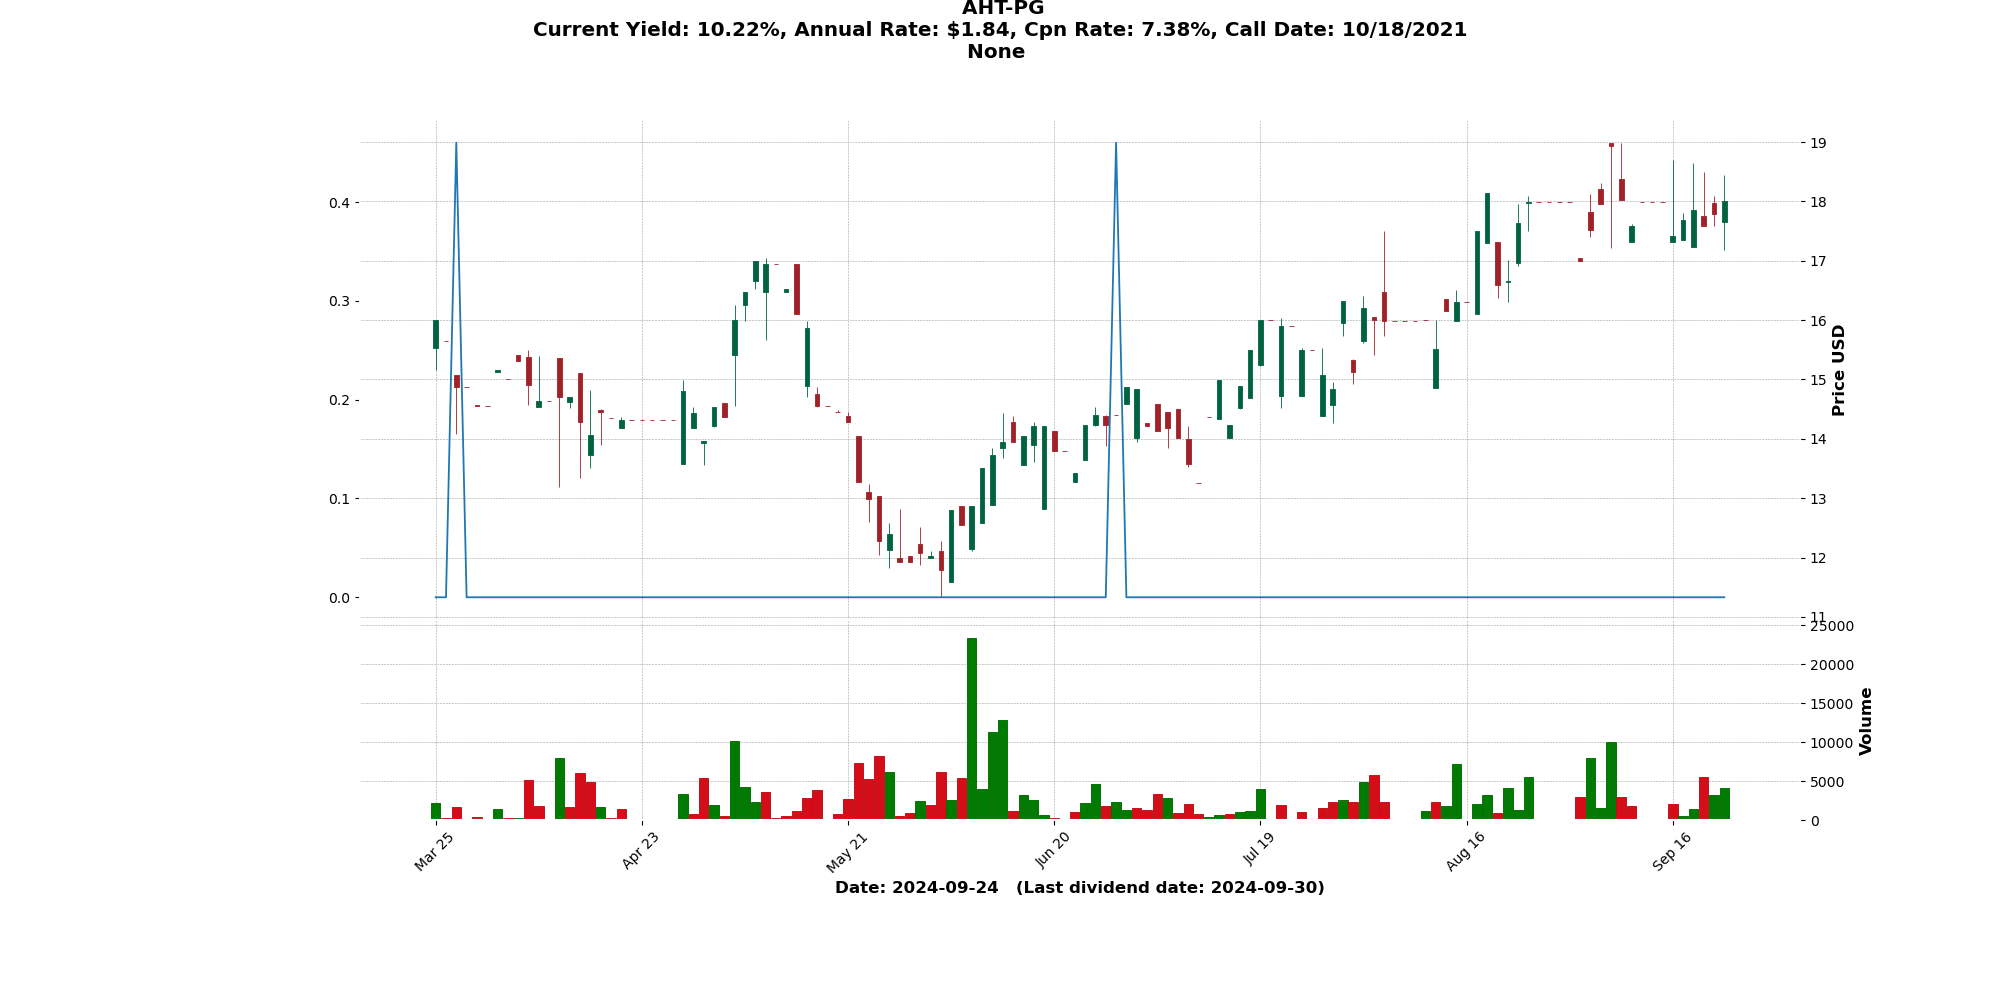 AHT-PG
Current Yield: 10.22%, Annual Rate: $1.84, Cpn Rate: 7.38%, Call Date: 10/18/2021
None
0.4
0.3
0.2
0.1
0.0
19
18
17
16
15
14
13
12
11
Price USD
25000
20000
15000
10000
5000
0
Volume
Mar 25
Apr 23
May 21
Jun 20
Jul 19
Aug 16
Sep 16
Date: 2024-09-24 (Last dividend date: 2024-09-30)